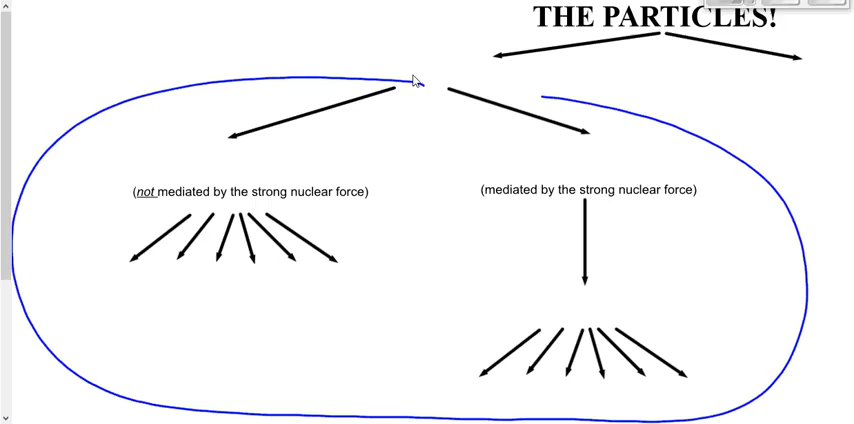 THE PARTICLES!
(not mediated by the strong nuclear force)
(mediated by the strong nuclear force)